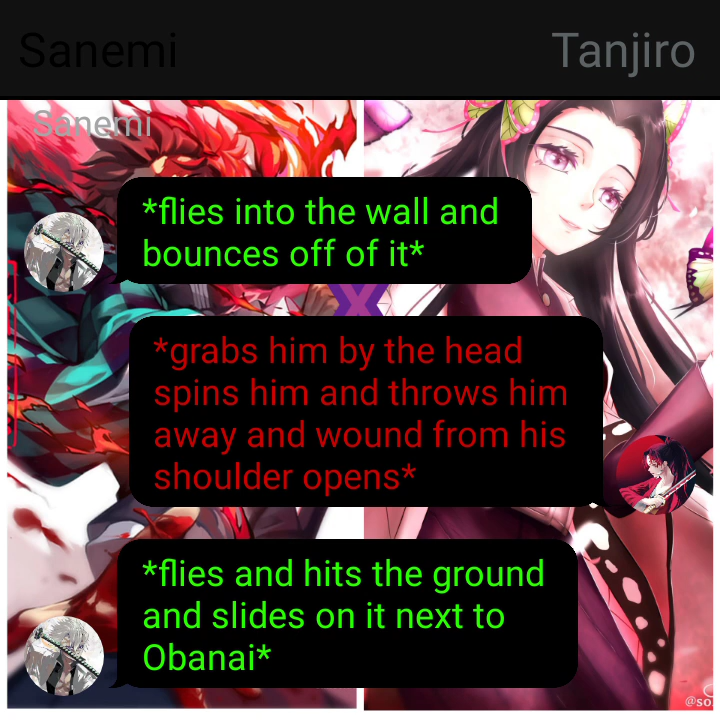 Sanemi
Tanjiro
Sanemi
*flies into the wall and
bounces off of it*
X
*grabs him by the head
spins him and throws him
away and wound from his
shoulder opens*
*flies and hits the ground
and slides on it next to
Obanai*